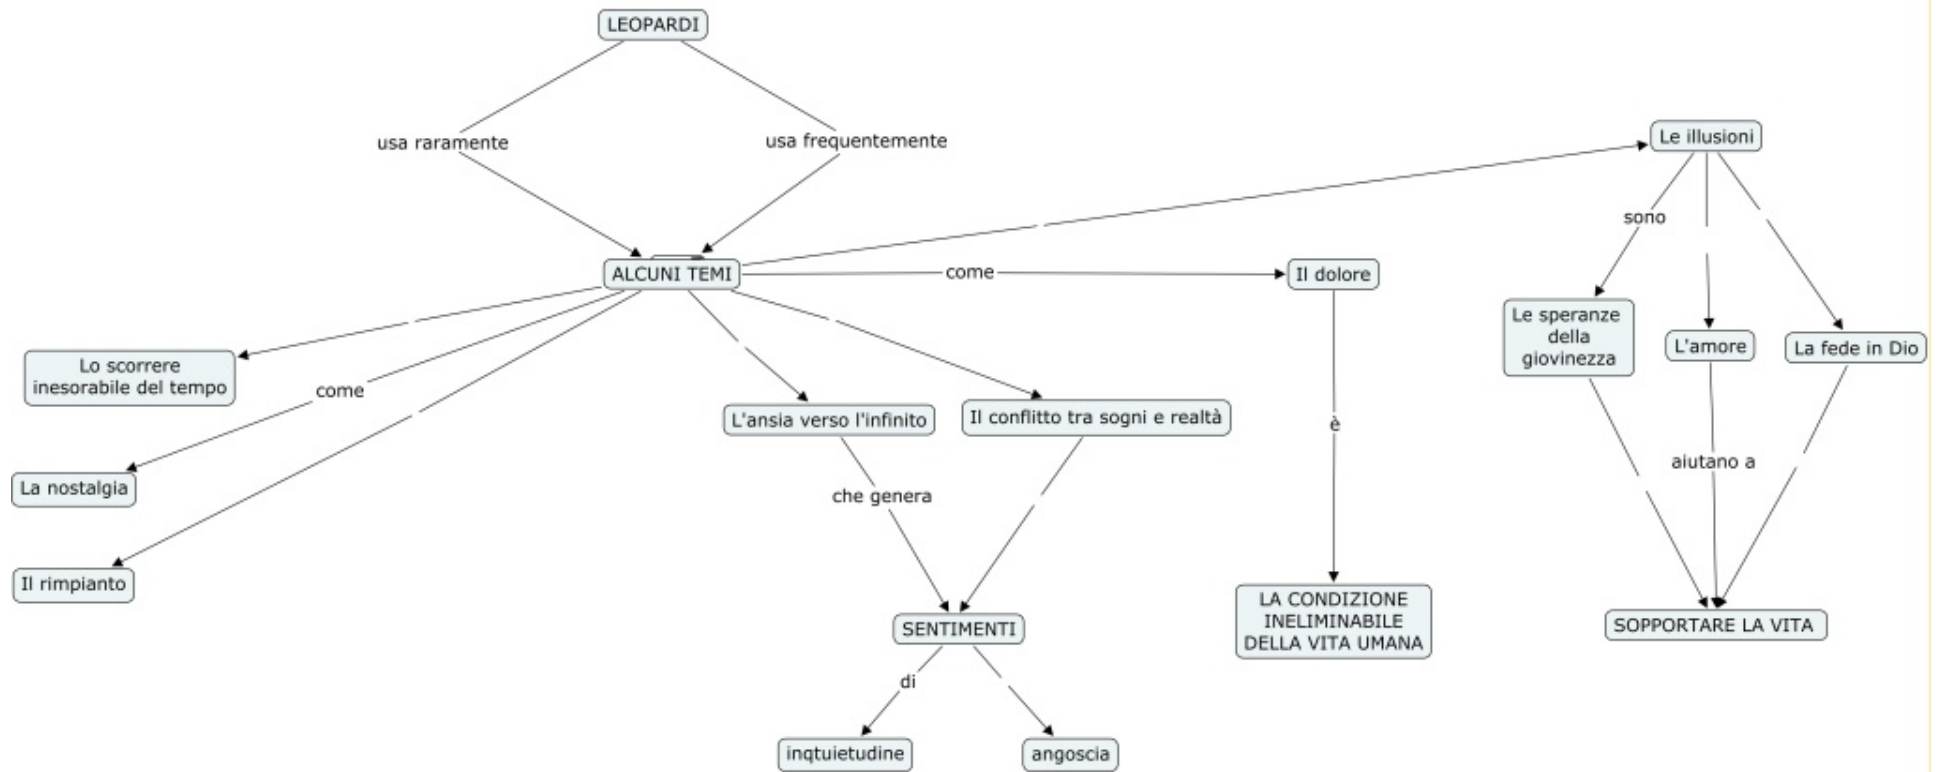 LEOPARDI
usa raramente
usa frequentemente
Le illusioni
sono
ALCUNI TEMI
come
Il dolore
Le speranze
della
giovinezza
L'amore
La fede in Dio
Lo scorrere
inesorabile del tempo
come
L'ansia verso l'infinito
Il conflitto tra sogni e realtà
è
aiutano a
La nostalgia
che genera
Il rimpianto
SENTIMENTI
LA CONDIZIONE
INELIMINABILE
DELLA VITA UMANA
SOPPORTARE LA VITA
di
inqtuietudine
angoscia